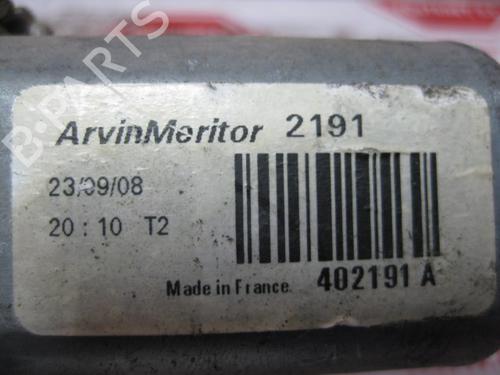 ArvinMeritor 2191
23/09/08
20 : 10 T2
Made in France. 402191 A
B-PARTS